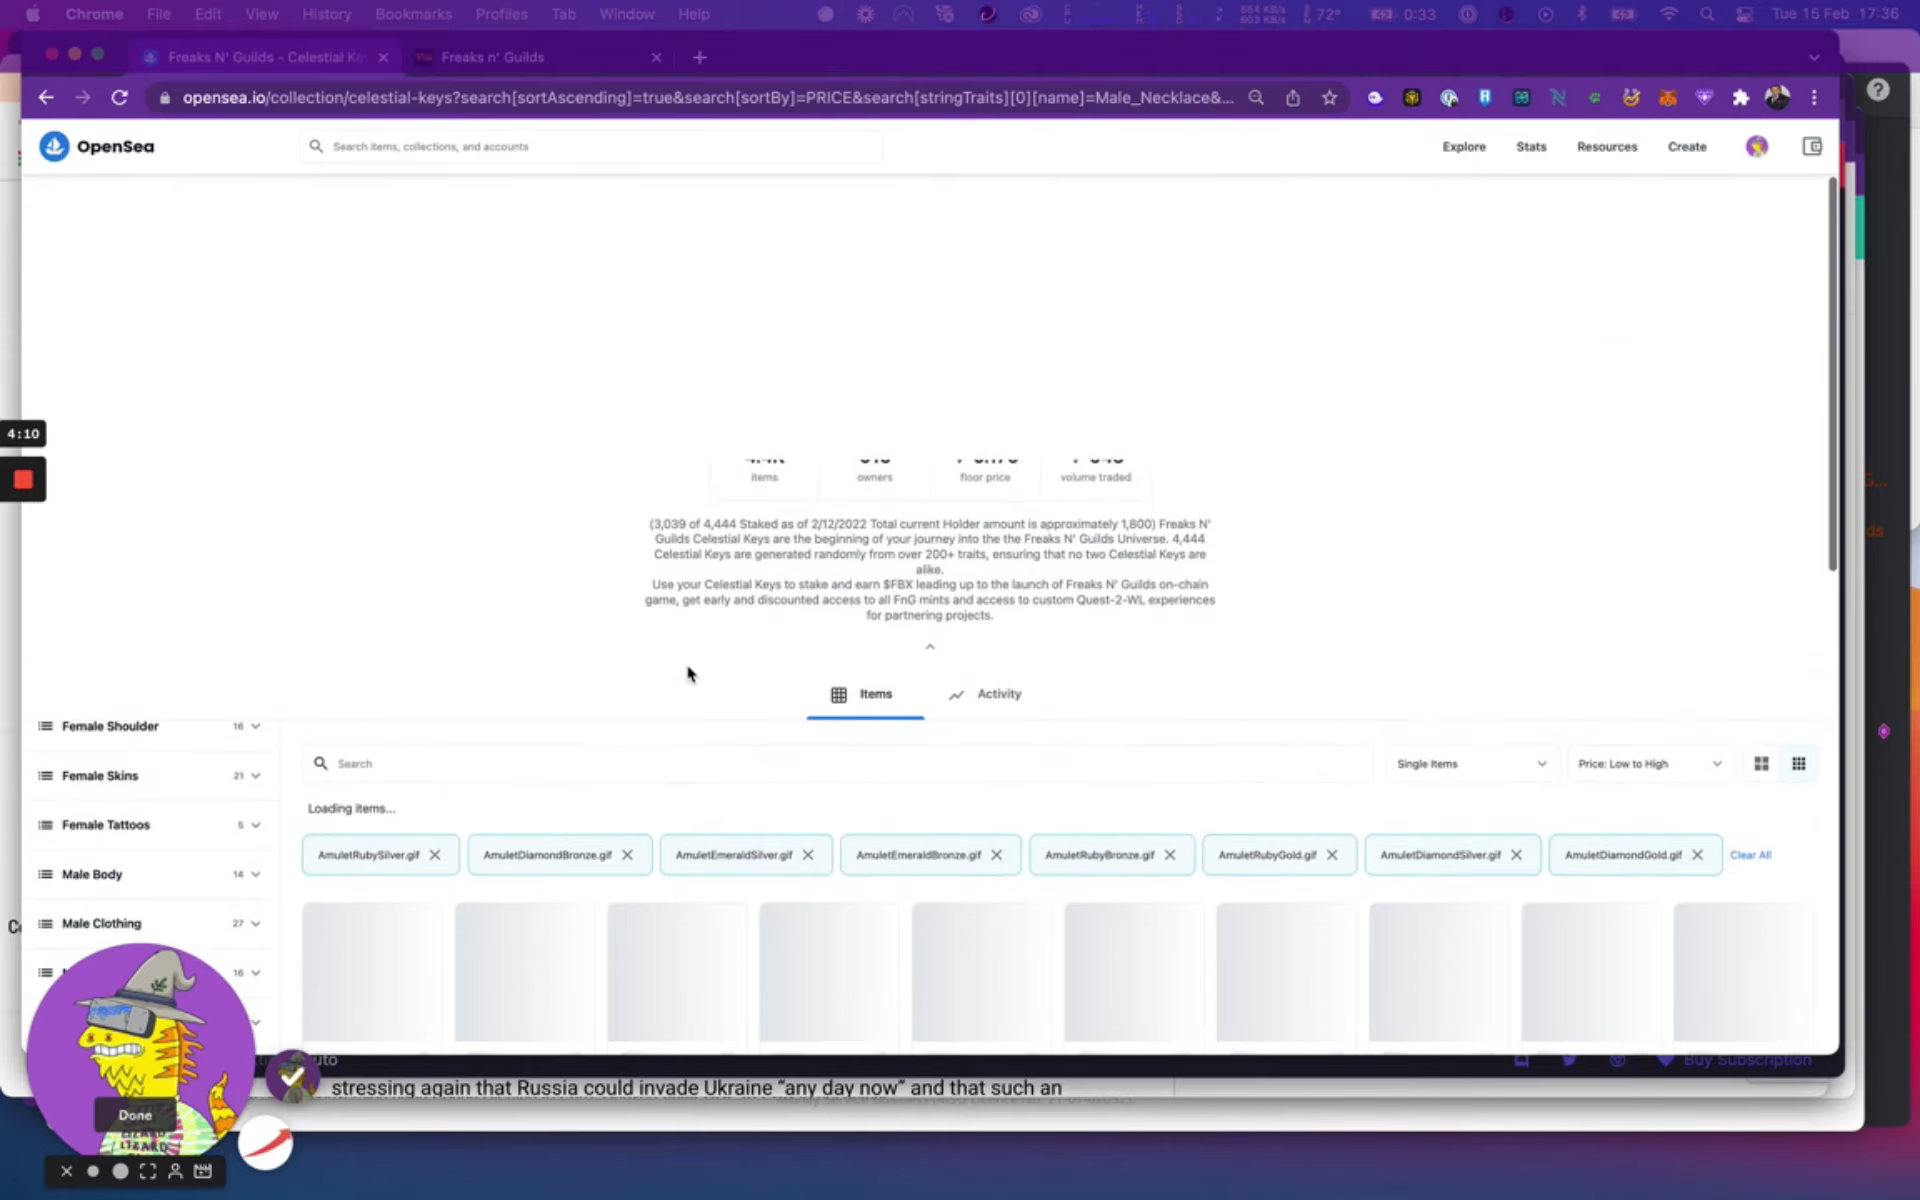 Chrome File Edit View History Bookmarks Profiles Tab Window Help 72° 0:33 Tue 15 Feb 17:36
Freaks N' Guilds - Celestial Ke
Freaks n' Guilds
opensea.io/collection/celestial-keys?search[sortAscending]=true&search[sortBy]=PRICE&search[stringTraits][0][name]=Male_Necklace&...
OpenSea
Search items, collections, and accounts
Explore Stats Resources Create
4:10
items owners floor price volume traded
(3,039 of 4,444 Staked as of 2/12/2022 Total current Holder amount is approximately 1,800) Freaks N'
Guilds Celestial Keys are the beginning of your journey into the the Freaks N' Guilds Universe. 4,444
Celestial Keys are generated randomly from over 200+ traits, ensuring that no two Celestial Keys are
alike.
Use your Celestial Keys to stake and earn $FBX leading up to the launch of Freaks N' Guilds on-chain
game, get early and discounted access to all FnG mints and access to custom Quest-2-WL experiences
for partnering projects.
Items Activity
Female Shoulder 16
Female Skins 21
Female Tattoos 5
Male Body 14
Male Clothing 27
16
Search
Single Items
Price: Low to High
Loading items...
AmuletRubySilver.gif AmuletDiamondBronze.gif AmuletEmeraldSilver.gif AmuletEmeraldBronze.gif AmuletRubyBronze.gif AmuletRubyGold.gif AmuletDiamondSilver.gif AmuletDiamondGold.gif Clear All
Buy Subscription
stressing again that Russia could invade Ukraine "any day now" and that such an
Done
LIZARD